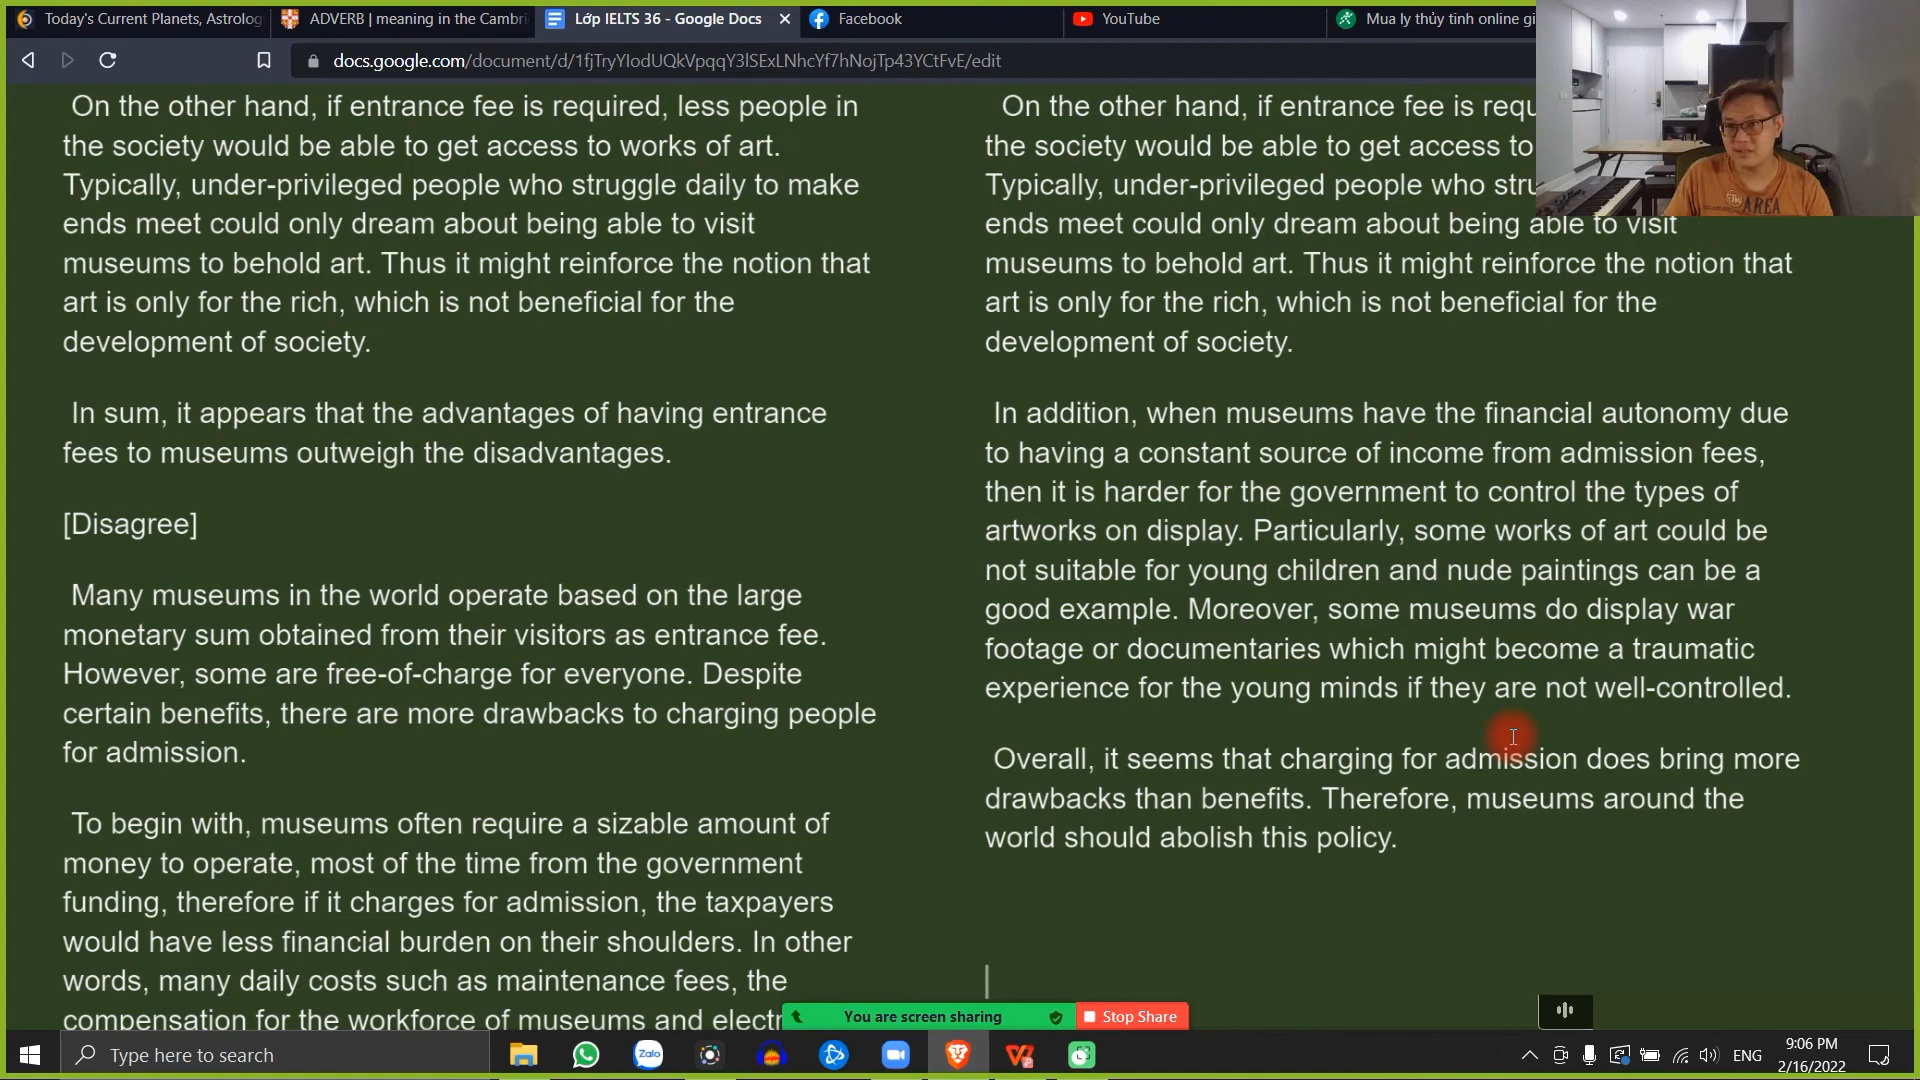 Today's Current Planets, Astrolog
ADVERB | meaning in the Cambri
Lớp IELTS 36 - Google Docs
Facebook
YouTube
Mua ly thủy tinh online gi
docs.google.com/document/d/1fjTryYIodUQkVpqqY3lSExLNhcYf7hNojTp43YCtFvE/edit
On the other hand, if entrance fee is required, less people in
the society would be able to get access to works of art.
Typically, under-privileged people who struggle daily to make
ends meet could only dream about being able to visit
museums to behold art. Thus it might reinforce the notion that
art is only for the rich, which is not beneficial for the
development of society.
In sum, it appears that the advantages of having entrance
fees to museums outweigh the disadvantages.
[Disagree]
Many museums in the world operate based on the large
monetary sum obtained from their visitors as entrance fee.
However, some are free-of-charge for everyone. Despite
certain benefits, there are more drawbacks to charging people
for admission.
To begin with, museums often require a sizable amount of
money to operate, most of the time from the government
funding, therefore if it charges for admission, the taxpayers
would have less financial burden on their shoulders. In other
words, many daily costs such as maintenance fees, the
compensation for the workforce of museums and electr
On the other hand, if entrance fee is requ
the society would be able to get access to
Typically, under-privileged people who stru
ends meet could only dream about being able to visit
museums to behold art. Thus it might reinforce the notion that
art is only for the rich, which is not beneficial for the
development of society.
In addition, when museums have the financial autonomy due
to having a constant source of income from admission fees,
then it is harder for the government to control the types of
artworks on display. Particularly, some works of art could be
not suitable for young children and nude paintings can be a
good example. Moreover, some museums do display war
footage or documentaries which might become a traumatic
experience for the young minds if they are not well-controlled.
Overall, it seems that charging for admission does bring more
drawbacks than benefits. Therefore, museums around the
world should abolish this policy.
AREA
You are screen sharing
Stop Share
Type here to search
Zalo
ENG
9:06 PM
2/16/2022